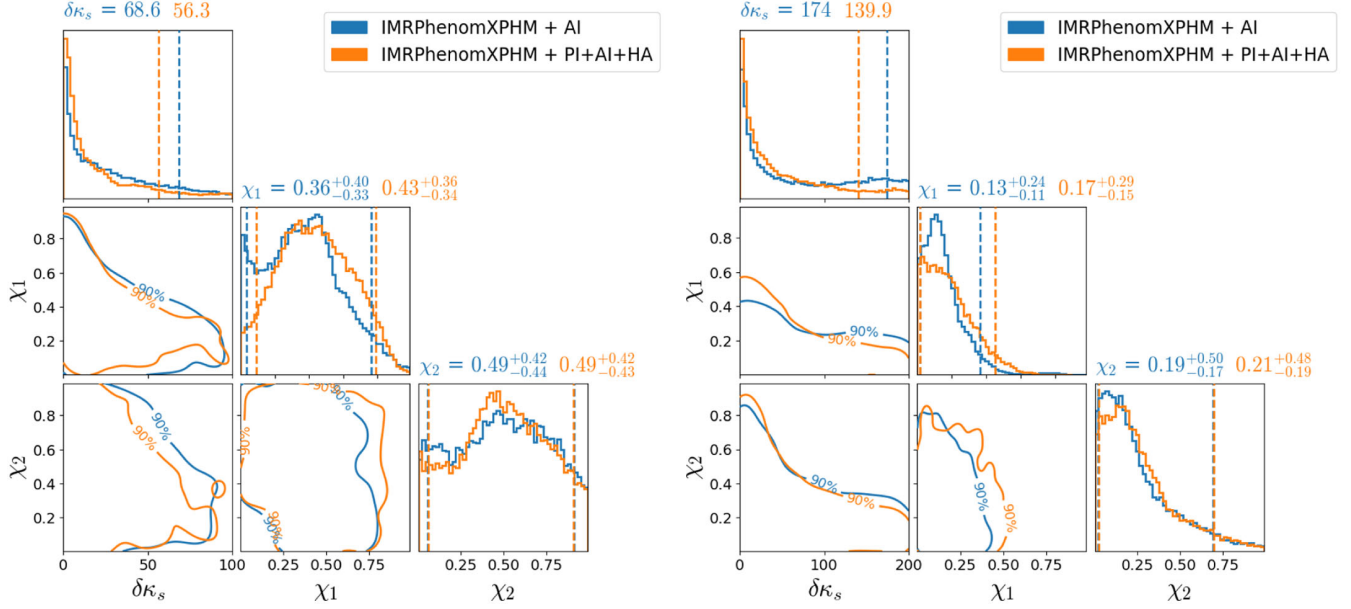 δκₛ = 68.6 56.3
IMRPhenomXPHM + AI
IMRPhenomXPHM + PI+AI+HA
χ₁ = 0.36⁺⁰·⁴⁰₋₀.₃₃ 0.43⁺⁰·³⁶₋₀.₃₄
0.8
0.6
0.4
0.2
χ₁
90%
90%
χ₂ = 0.49⁺⁰·⁴²₋₀.₄₄ 0.49⁺⁰·⁴²₋₀.₄₃
0.8
0.6
0.4
0.2
χ₂
90%
90%
90%
90%
90%
90%
90%
0 50 100
δκₛ
0.25 0.50 0.75
χ₁
0.25 0.50 0.75
χ₂
δκₛ = 174 139.9
IMRPhenomXPHM + AI
IMRPhenomXPHM + PI+AI+HA
χ₁ = 0.13⁺⁰·²⁴₋₀.₁₁ 0.17⁺⁰·²⁹₋₀.₁₅
0.8
0.6
0.4
0.2
χ₁
90%
90%
χ₂ = 0.19⁺⁰·⁵⁰₋₀.₁₇ 0.21⁺⁰·⁴⁸₋₀.₁₉
0.8
0.6
0.4
0.2
χ₂
90%
90%
90%
90%
0 100 200
δκₛ
0.25 0.50 0.75
χ₁
0.25 0.50 0.75
χ₂